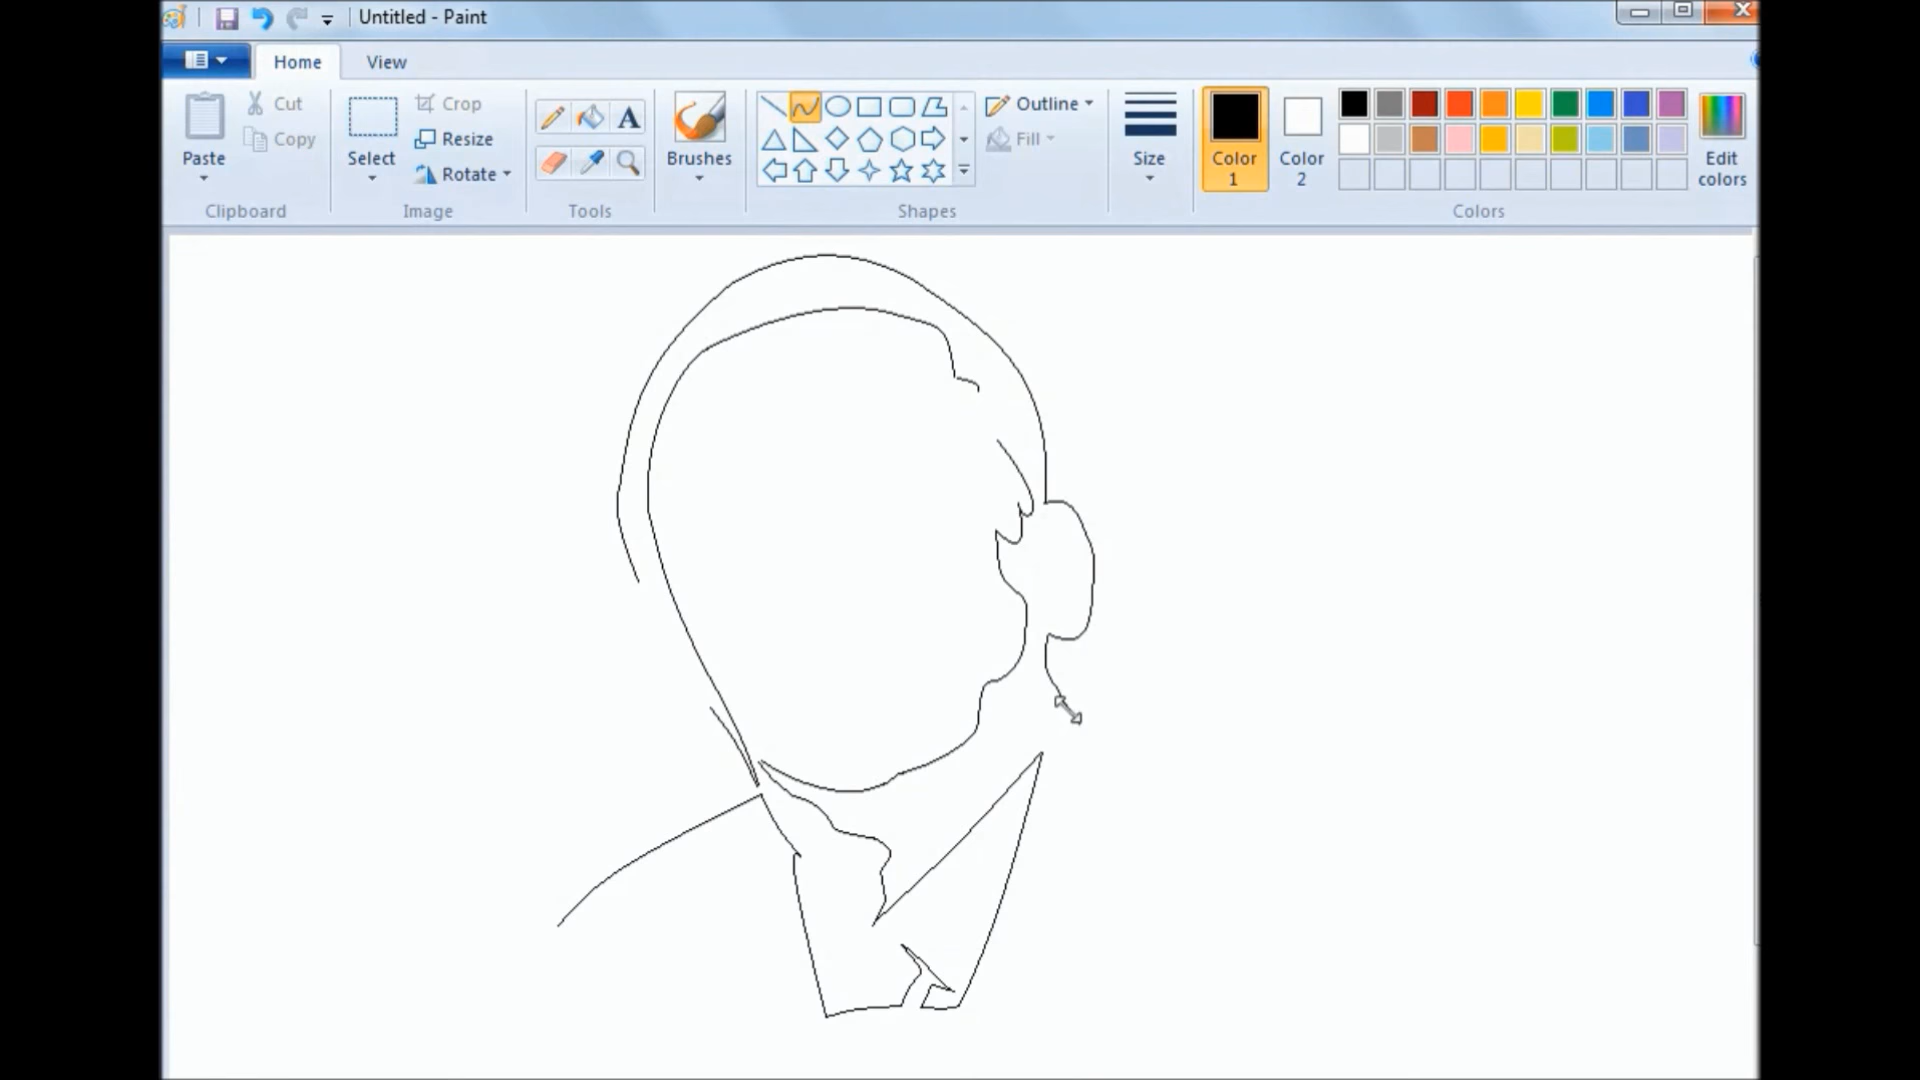 Untitled - Paint
Home View
Cut
Copy
Paste
Crop
Resize
Rotate
Select
A
Brushes
Outline
Fill
Size
Color
1
Color
2
Edit
colors
Clipboard Image Tools Shapes Colors